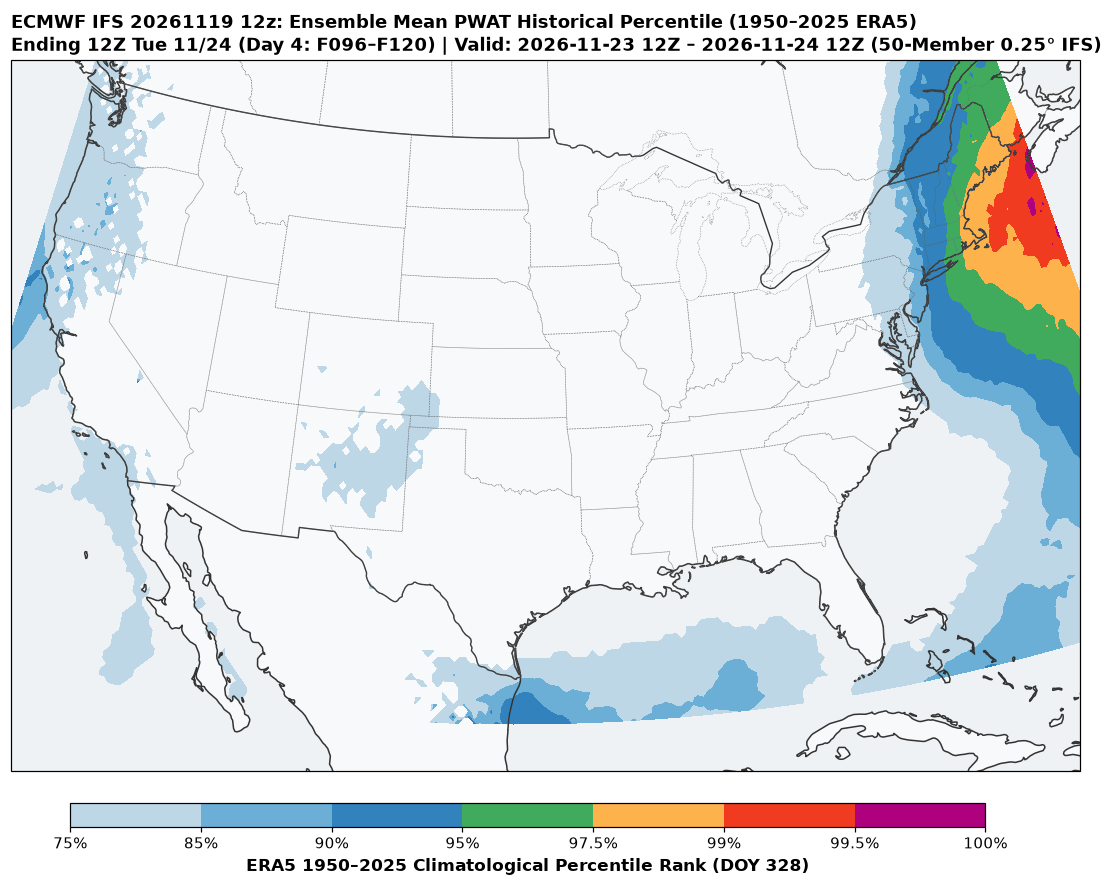 ECMWF IFS 20261119 12z: Ensemble Mean PWAT Historical Percentile (1950–2025 ERA5)
Ending 12Z Tue 11/24 (Day 4: F096–F120) | Valid: 2026-11-23 12Z – 2026-11-24 12Z (50-Member 0.25° IFS)
75% 85% 90% 95% 97.5% 99% 99.5% 100%
ERA5 1950–2025 Climatological Percentile Rank (DOY 328)